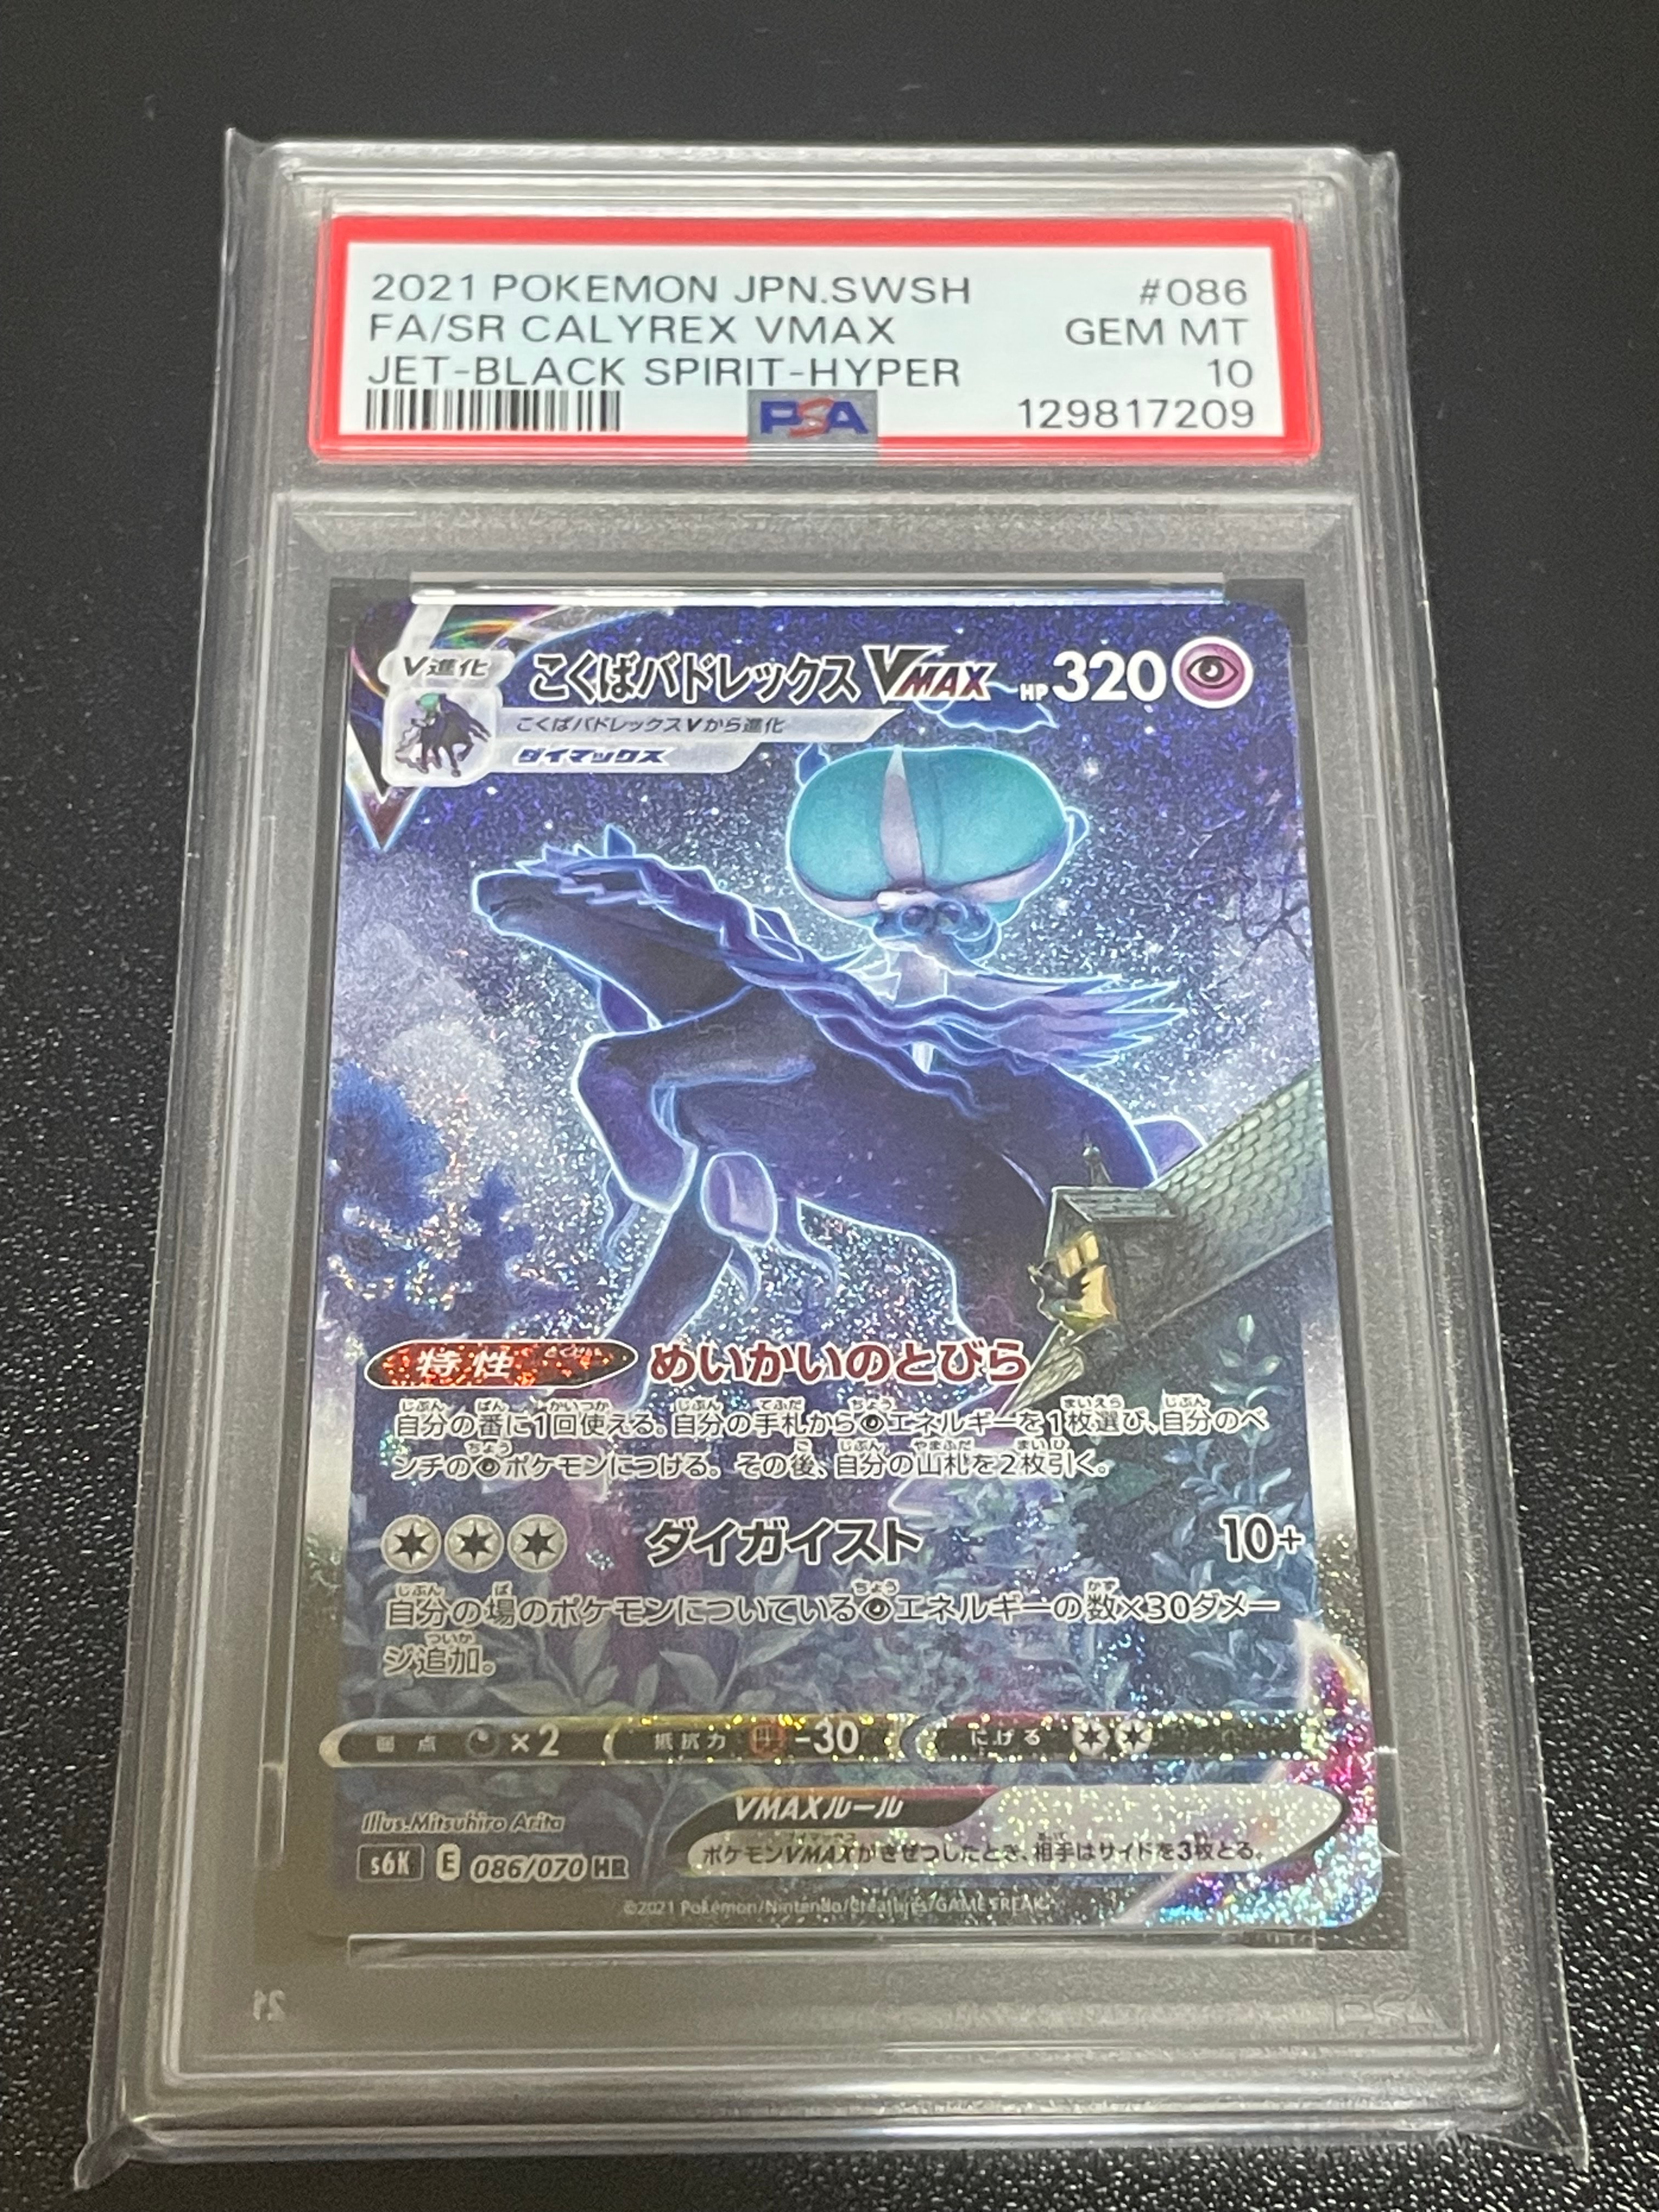 2021 POKEMON JPN.SWSH #086
FA/SR CALYREX VMAX GEM MT
JET-BLACK SPIRIT-HYPER 10
PSA 129817209
V進化 こくばバドレックスVMAX HP320
こくばバドレックスVから進化
ダイマックス
特性 めいかいのとびら
自分の番に1回使える。自分の手札から超エネルギーを1枚選び、自分のベ
ンチの超ポケモンにつける。その後、自分の山札を2枚引く。
ダイガイスト 10+
自分の場のポケモンについている超エネルギーの数×30ダメー
ジ追加。
弱点 ×2 抵抗力 -30 にげる
VMAXルール
Illus.Mitsuhiro Arita
ポケモンVMAXがきぜつしたとき、相手はサイドを3枚とる。
s6K E 086/070 HR
©2021 Pokémon/Nintendo/Creatures/GAME FREAK.